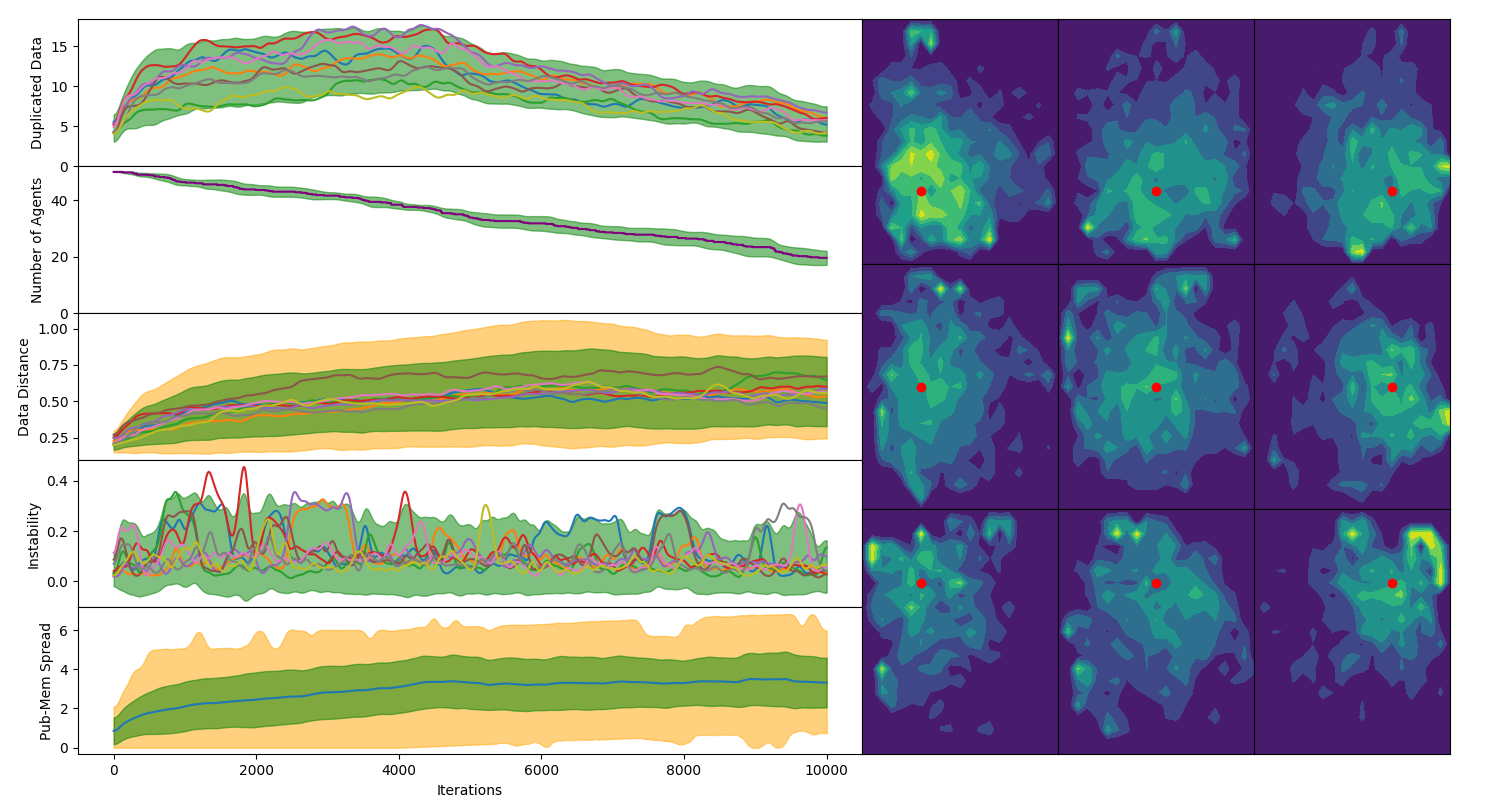 Duplicated Data
15
10
5
0
Number of Agents
40
20
0
Data Distance
1.00
0.75
0.50
0.25
Instability
0.4
0.2
0.0
Pub-Mem Spread
6
4
2
0
0 2000 4000 6000 8000 10000
Iterations